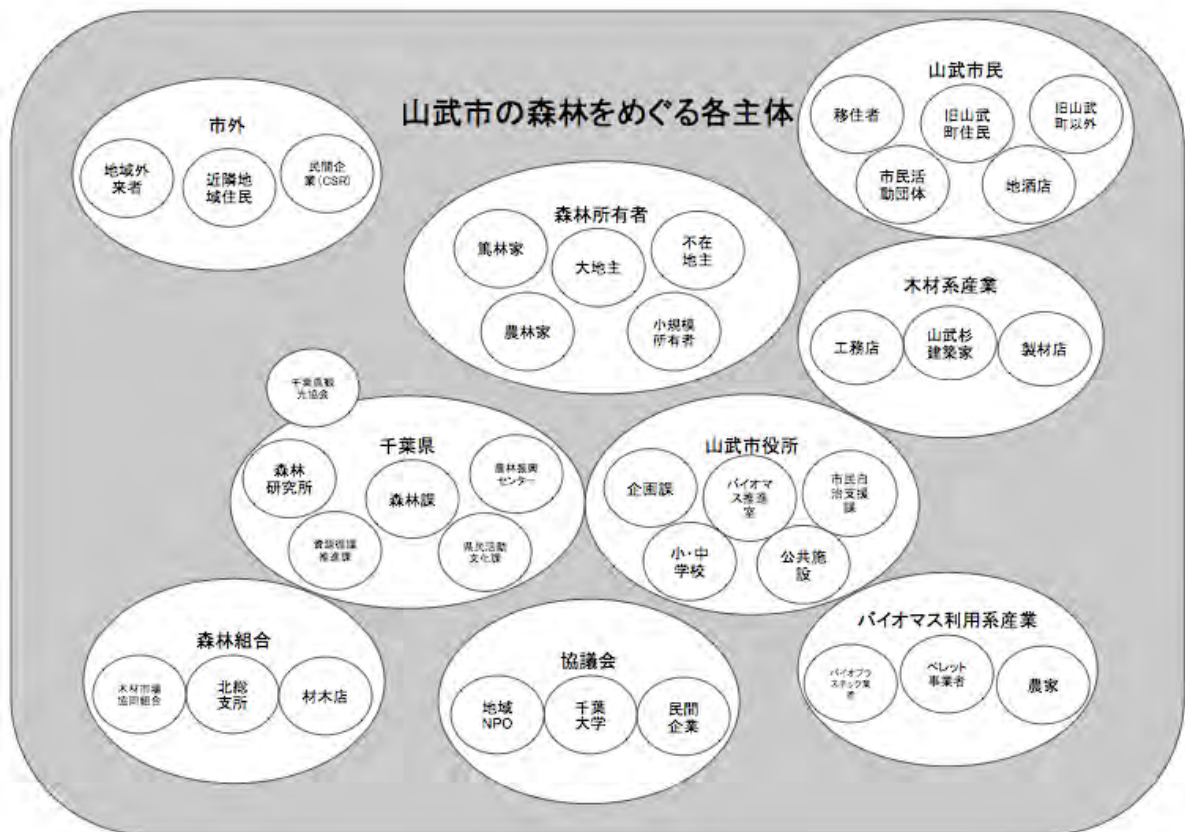 山武市の森林をめぐる各主体
市外
地域外
来者
近隣地
域住民
民間企
業(CSR)
山武市民
移住者
旧山武
町住民
旧山武
町以外
市民活
動団体
地酒店
森林所有者
篤林家
大地主
不在
地主
農林家
小規模
所有者
木材系産業
工務店
山武杉
建築家
製材店
千葉県観
光協会
千葉県
森林
研究所
森林課
農林振興
センター
資源循環
推進課
県民活動
文化課
山武市役所
企画課
バイオマ
ス推進
室
市民自
治支援
課
小・中
学校
公共施
設
森林組合
木材市場
協同組合
北総
支所
材木店
協議会
地域
NPO
千葉
大学
民間
企業
バイオマス利用系産業
バイオプラ
スチック業
者
ペレット
事業者
農家